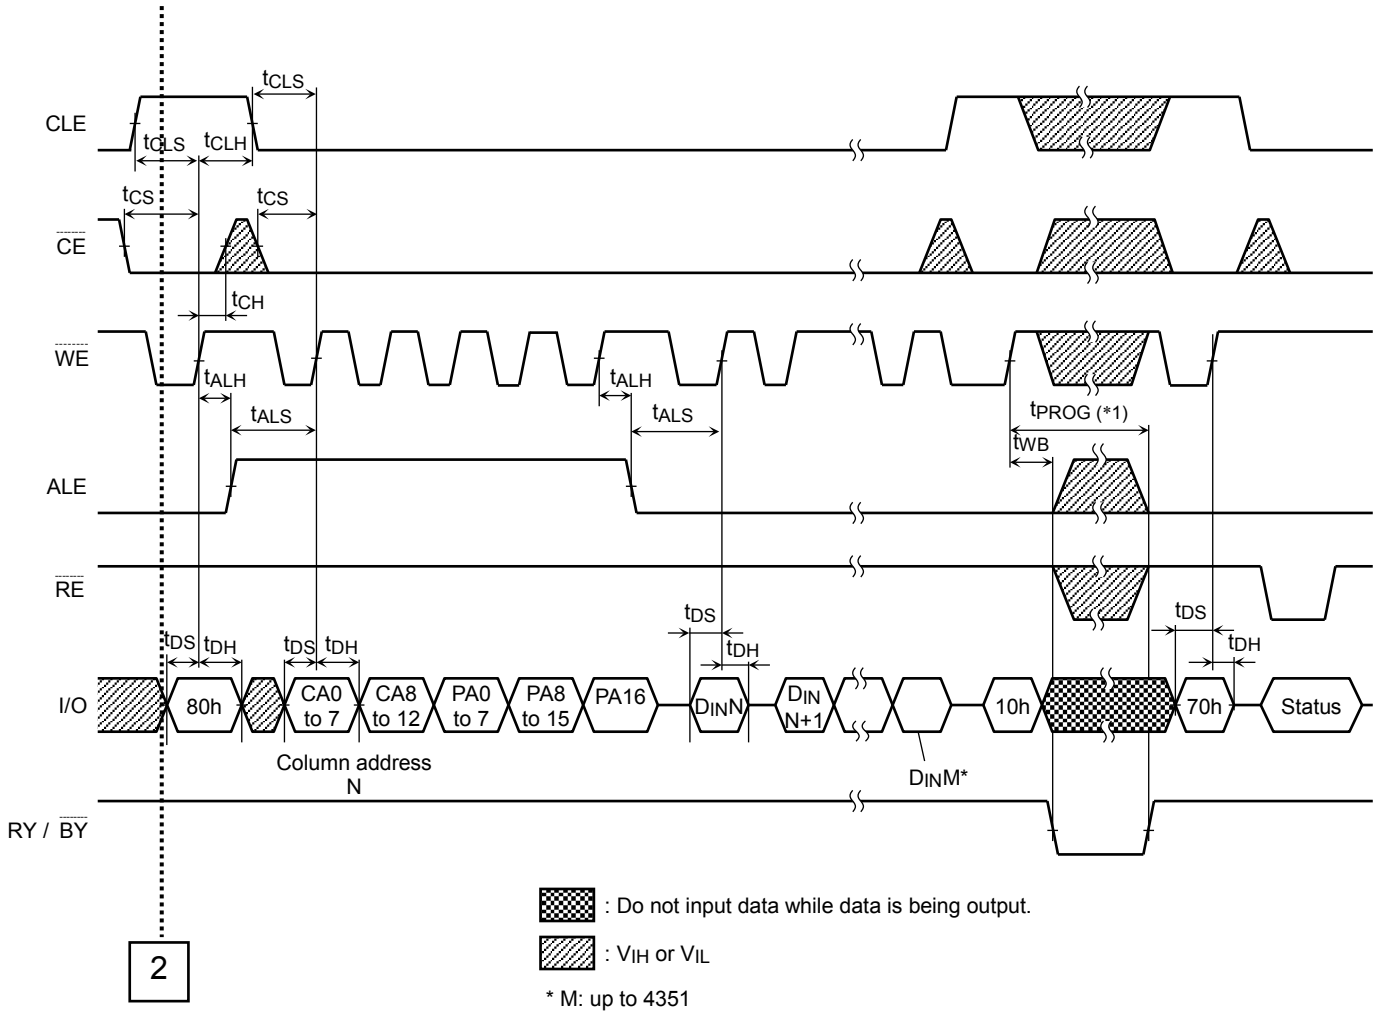 tCLS
CLE
tCLS tCLH
tCS tCS
CE
tCH
WE
tALH tALH
tALS tALS tPROG (*1)
tWB
ALE
RE
tDS tDS
tDS tDH tDS tDH tDH tDH
I/O 80h CA0 to 7 CA8 to 12 PA0 to 7 PA8 to 15 PA16 DINN DIN N+1 10h 70h Status
Column address
N
DINM*
RY / BY
: Do not input data while data is being output.
2
: VIH or VIL
* M: up to 4351